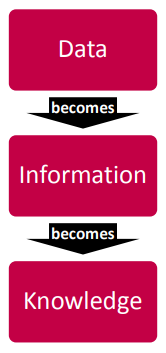 Data
becomes
Information
becomes
Knowledge